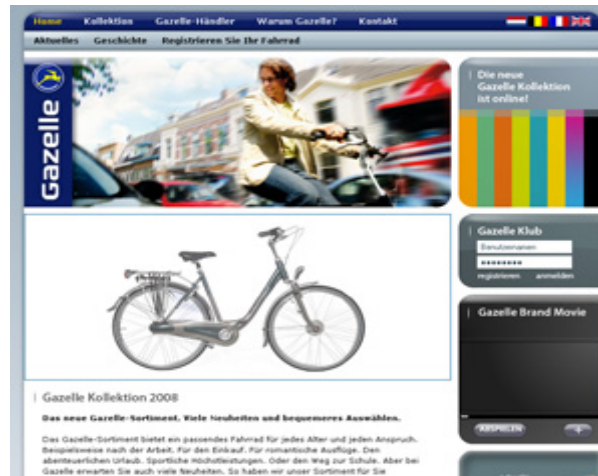 Home Kollektion Gazelle-Händler Warum Gazelle? Kontakt
Aktuelles Geschichte Registrieren Sie Ihr Fahrrad
Gazelle
Die neue
Gazelle Kollektion
ist online!
Gazelle Klub
Benutzernamen
registrieren anmelden
Gazelle Brand Movie
ABSPIELEN
Gazelle Kollektion 2008
Das neue Gazelle-Sortiment. Viele Neuheiten und bequemeres Auswählen.
Das Gazelle-Sortiment bietet ein passendes Fahrrad für jedes Alter und jeden Anspruch.
Beispielsweise nach der Arbeit. Für den Einkauf. Für romantische Ausflüge. Den
abenteuerlichen Urlaub. Sportliche Höchstleistungen. Oder den Weg zur Schule. Aber bei
Gazelle erwarten Sie auch viele Neuheiten. So haben wir unser Sortiment für Sie